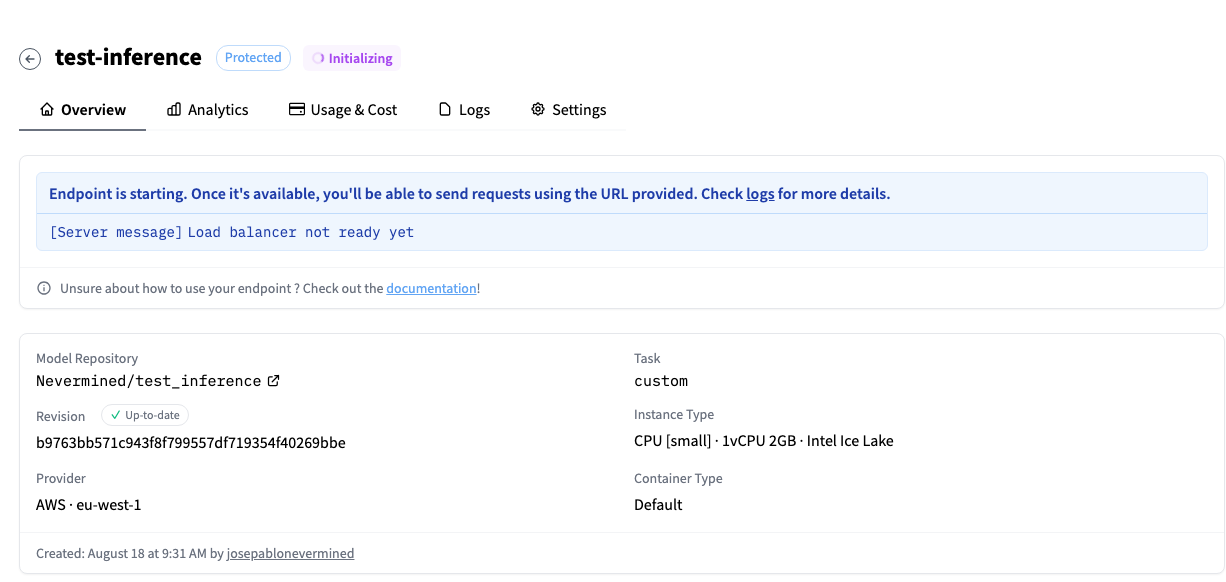 test-inference Protected Initializing
Overview Analytics Usage & Cost Logs Settings
Endpoint is starting. Once it's available, you'll be able to send requests using the URL provided. Check logs for more details.
[Server message] Load balancer not ready yet
Unsure about how to use your endpoint ? Check out the documentation!
Model Repository
Nevermined/test_inference
Task
custom
Revision Up-to-date
b9763bb571c943f8f799557df719354f40269bbe
Instance Type
CPU [small] · 1vCPU 2GB · Intel Ice Lake
Provider
AWS · eu-west-1
Container Type
Default
Created: August 18 at 9:31 AM by josepablonevermined